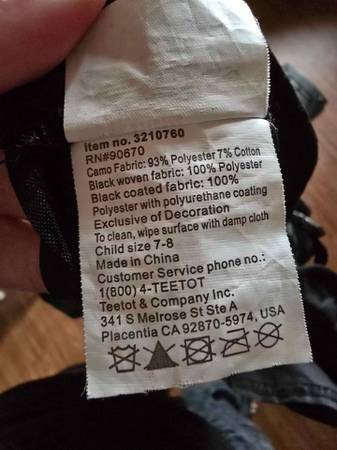 Item no. 3210760
RN#90670
Camo Fabric: 93% Polyester 7% Cotton
Black woven fabric: 100% Polyester
Black coated fabric: 100%
Polyester with polyurethane coating
Exclusive of Decoration
To clean, wipe surface with damp cloth
Child size 7-8
Made in China
Customer Service phone no.:
1(800) 4-TEETOT
Teetot & Company Inc.
341 S Melrose St Ste A
Placentia CA 92870-5974, USA